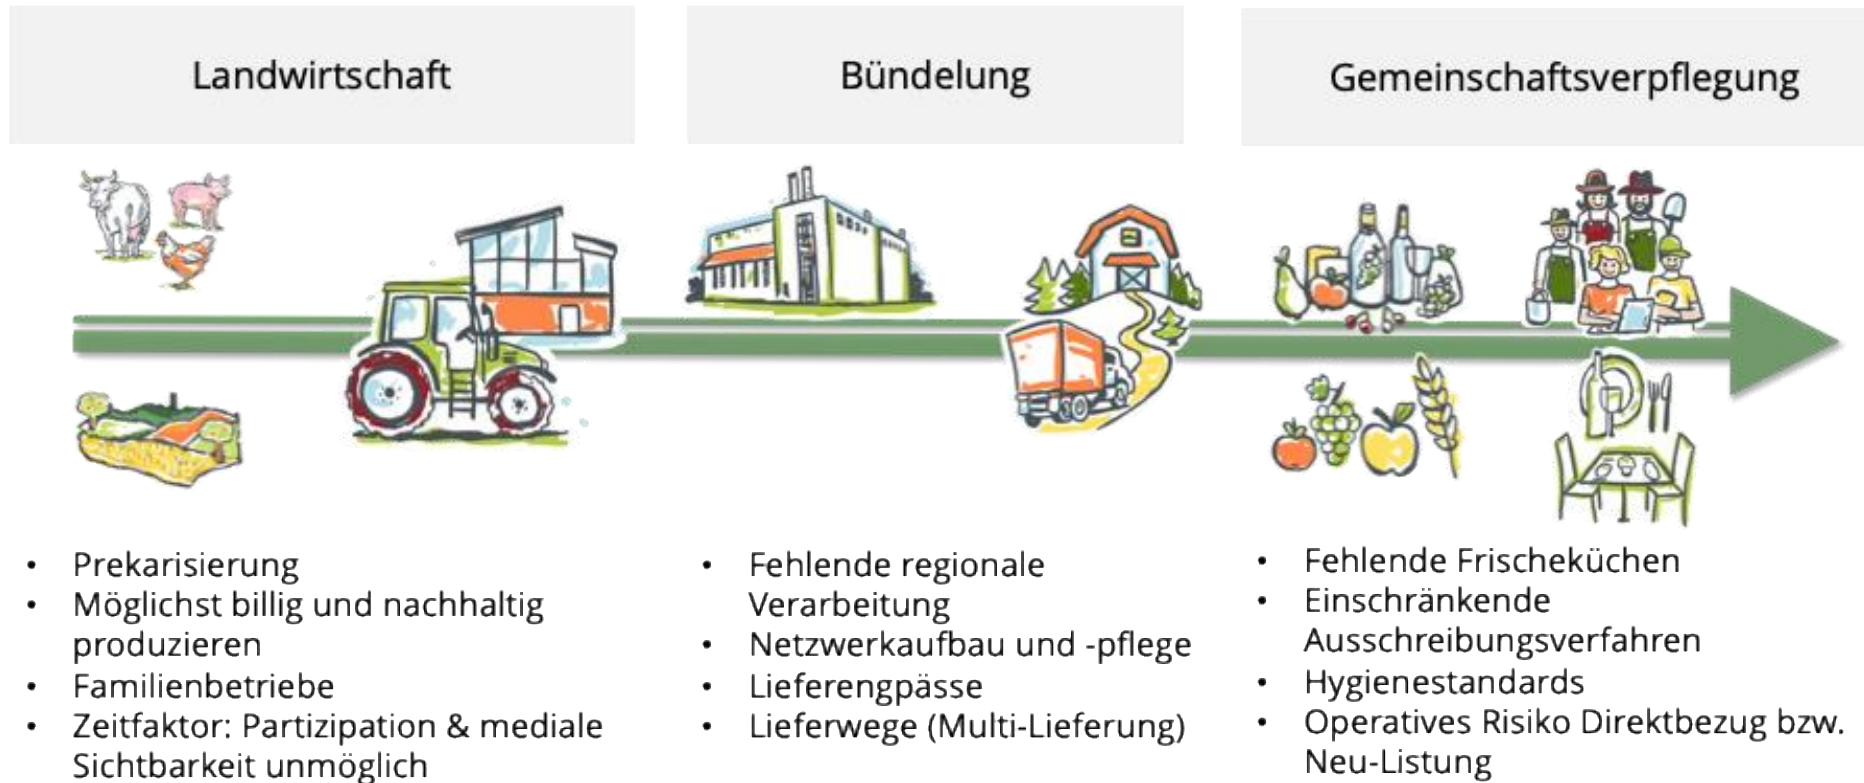 Landwirtschaft
Bündelung
Gemeinschaftsverpflegung
• Prekarisierung
• Möglichst billig und nachhaltig
produzieren
• Familienbetriebe
• Zeitfaktor: Partizipation & mediale
Sichtbarkeit unmöglich
• Fehlende regionale
Verarbeitung
• Netzwerkaufbau und -pflege
• Lieferengpässe
• Lieferwege (Multi-Lieferung)
• Fehlende Frischeküchen
• Einschränkende
Ausschreibungsverfahren
• Hygienestandards
• Operatives Risiko Direktbezug bzw.
Neu-Listung